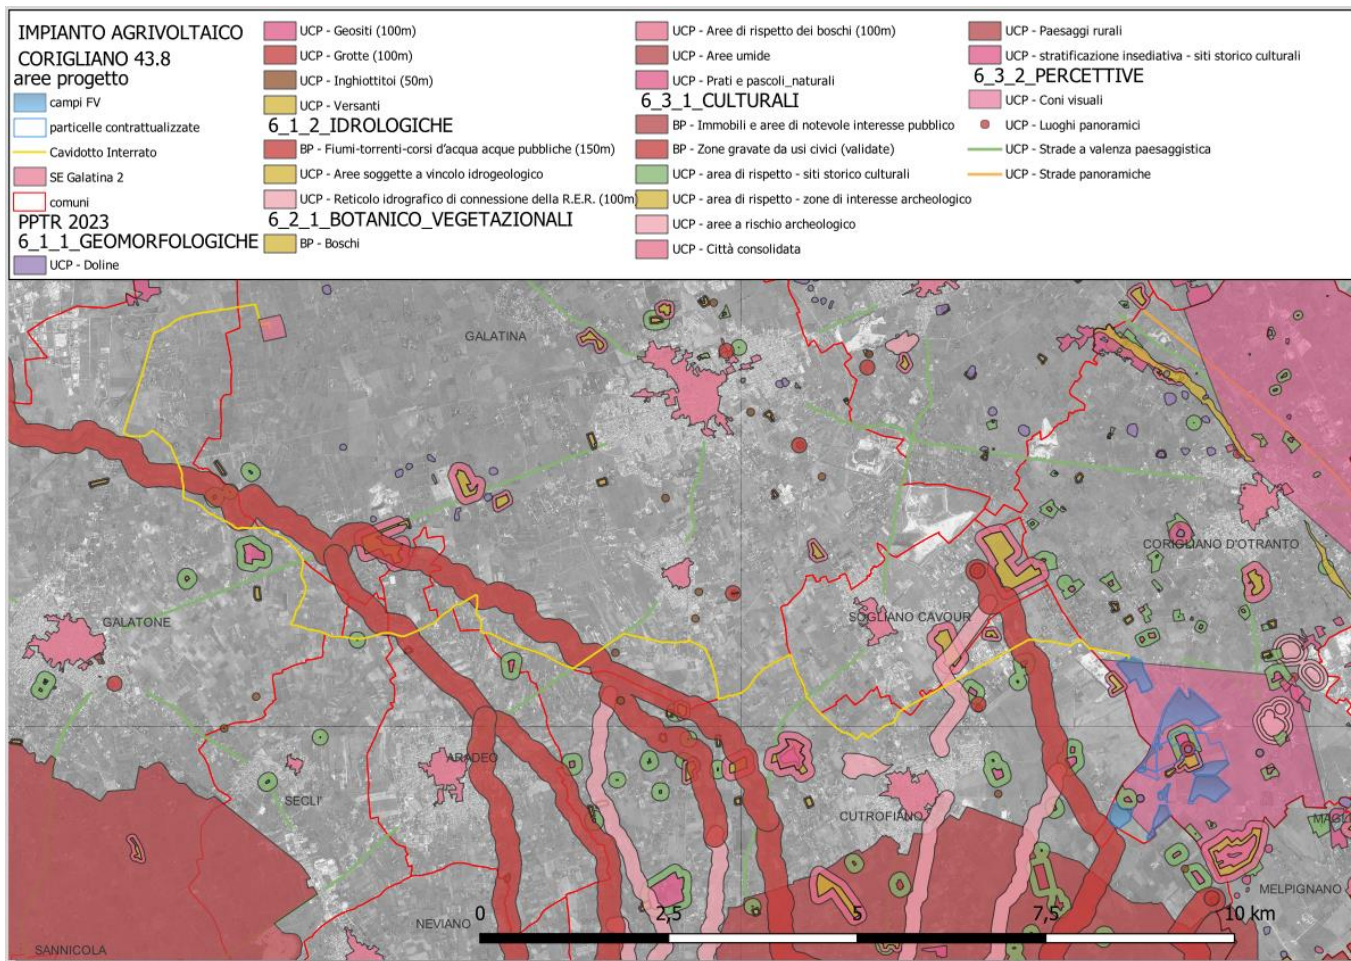 IMPIANTO AGRIVOLTAICO
CORIGLIANO 43.8
aree progetto
campi FV
particelle contrattualizzate
Cavidotto Interrato
SE Galatina 2
comuni
PPTR 2023
6_1_1_GEOMORFOLOGICHE
UCP - Doline
UCP - Geositi (100m)
UCP - Grotte (100m)
UCP - Inghiottitoi (50m)
UCP - Versanti
6_1_2_IDROLOGICHE
BP - Fiumi-torrenti-corsi d'acqua acque pubbliche (150m)
UCP - Aree soggette a vincolo idrogeologico
UCP - Reticolo idrografico di connessione della R.E.R. (100m)
6_2_1_BOTANICO_VEGETAZIONALI
BP - Boschi
UCP - Aree di rispetto dei boschi (100m)
UCP - Aree umide
UCP - Prati e pascoli_naturali
6_3_1_CULTURALI
BP - Immobili e aree di notevole interesse pubblico
BP - Zone gravate da usi civici (validate)
UCP - area di rispetto - siti storico culturali
UCP - area di rispetto - zone di interesse archeologico
UCP - aree a rischio archeologico
UCP - Città consolidata
UCP - Paesaggi rurali
UCP - stratificazione insediativa - siti storico culturali
6_3_2_PERCETTIVE
UCP - Coni visuali
UCP - Luoghi panoramici
UCP - Strade a valenza paesaggistica
UCP - Strade panoramiche
GALATINA
CORIGLIANO D'OTRANTO
SOGLIANO CAVOUR
GALATONE
ARADEO
SECLI'
CUTROFIANO
MAGLI
MELPIGNANO
NEVIANO
SANNICOLA
0
2,5
5
7,5
10 km